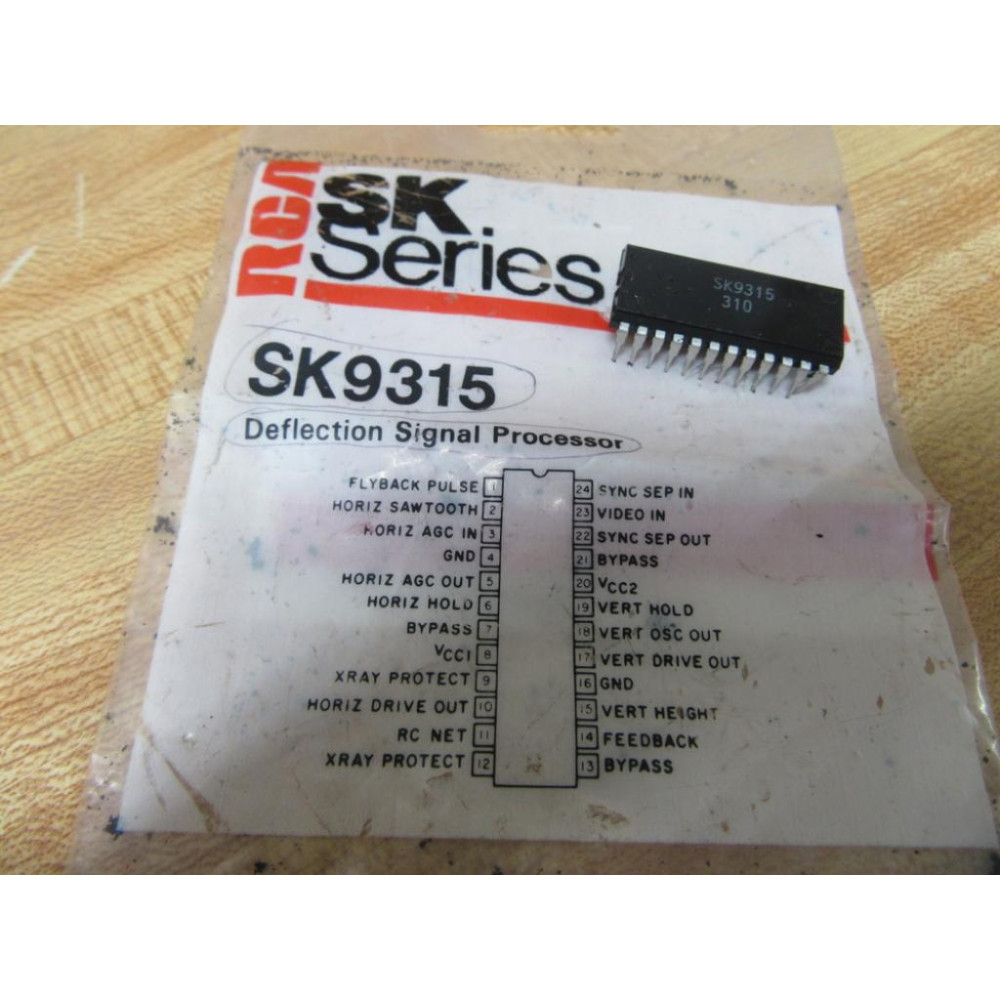 RCA
SK
Series
SK9315
310
SK9315
Deflection Signal Processor
FLYBACK PULSE 1
HORIZ SAWTOOTH 2
HORIZ AGC IN 3
GND 4
HORIZ AGC OUT 5
HORIZ HOLD 6
BYPASS 7
VCC1 8
XRAY PROTECT 9
HORIZ DRIVE OUT 10
RC NET 11
XRAY PROTECT 12
24 SYNC SEP IN
23 VIDEO IN
22 SYNC SEP OUT
21 BYPASS
20 VCC2
19 VERT HOLD
18 VERT OSC OUT
17 VERT DRIVE OUT
16 GND
15 VERT HEIGHT
14 FEEDBACK
13 BYPASS